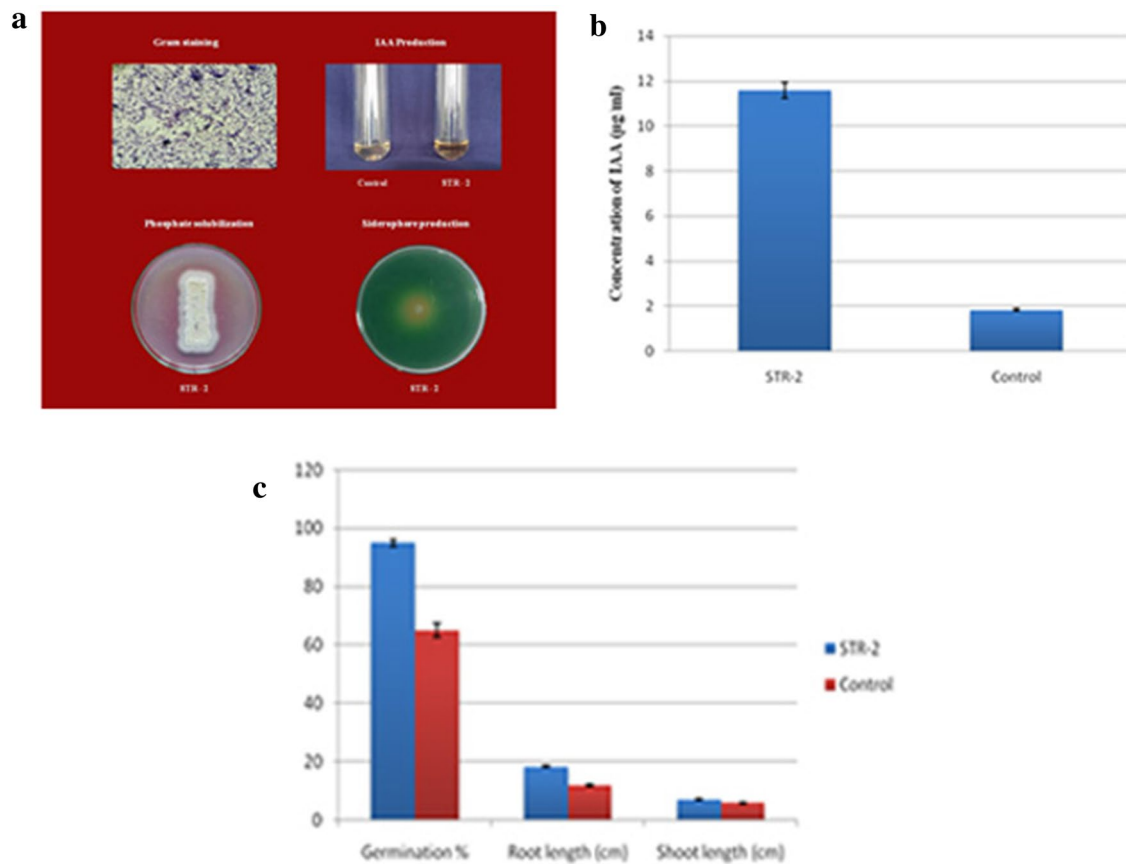 a
Gram staining
IAA Production
Control
STR- 2
Phosphate solubilization
Siderophore production
STR- 2
STR- 2
b
Concentration of IAA (µg ml)
14
12
10
8
6
4
2
0
STR-2
Control
c
120
100
80
60
40
20
0
Germination %
Root length (cm)
Shoot length (cm)
STR-2
Control